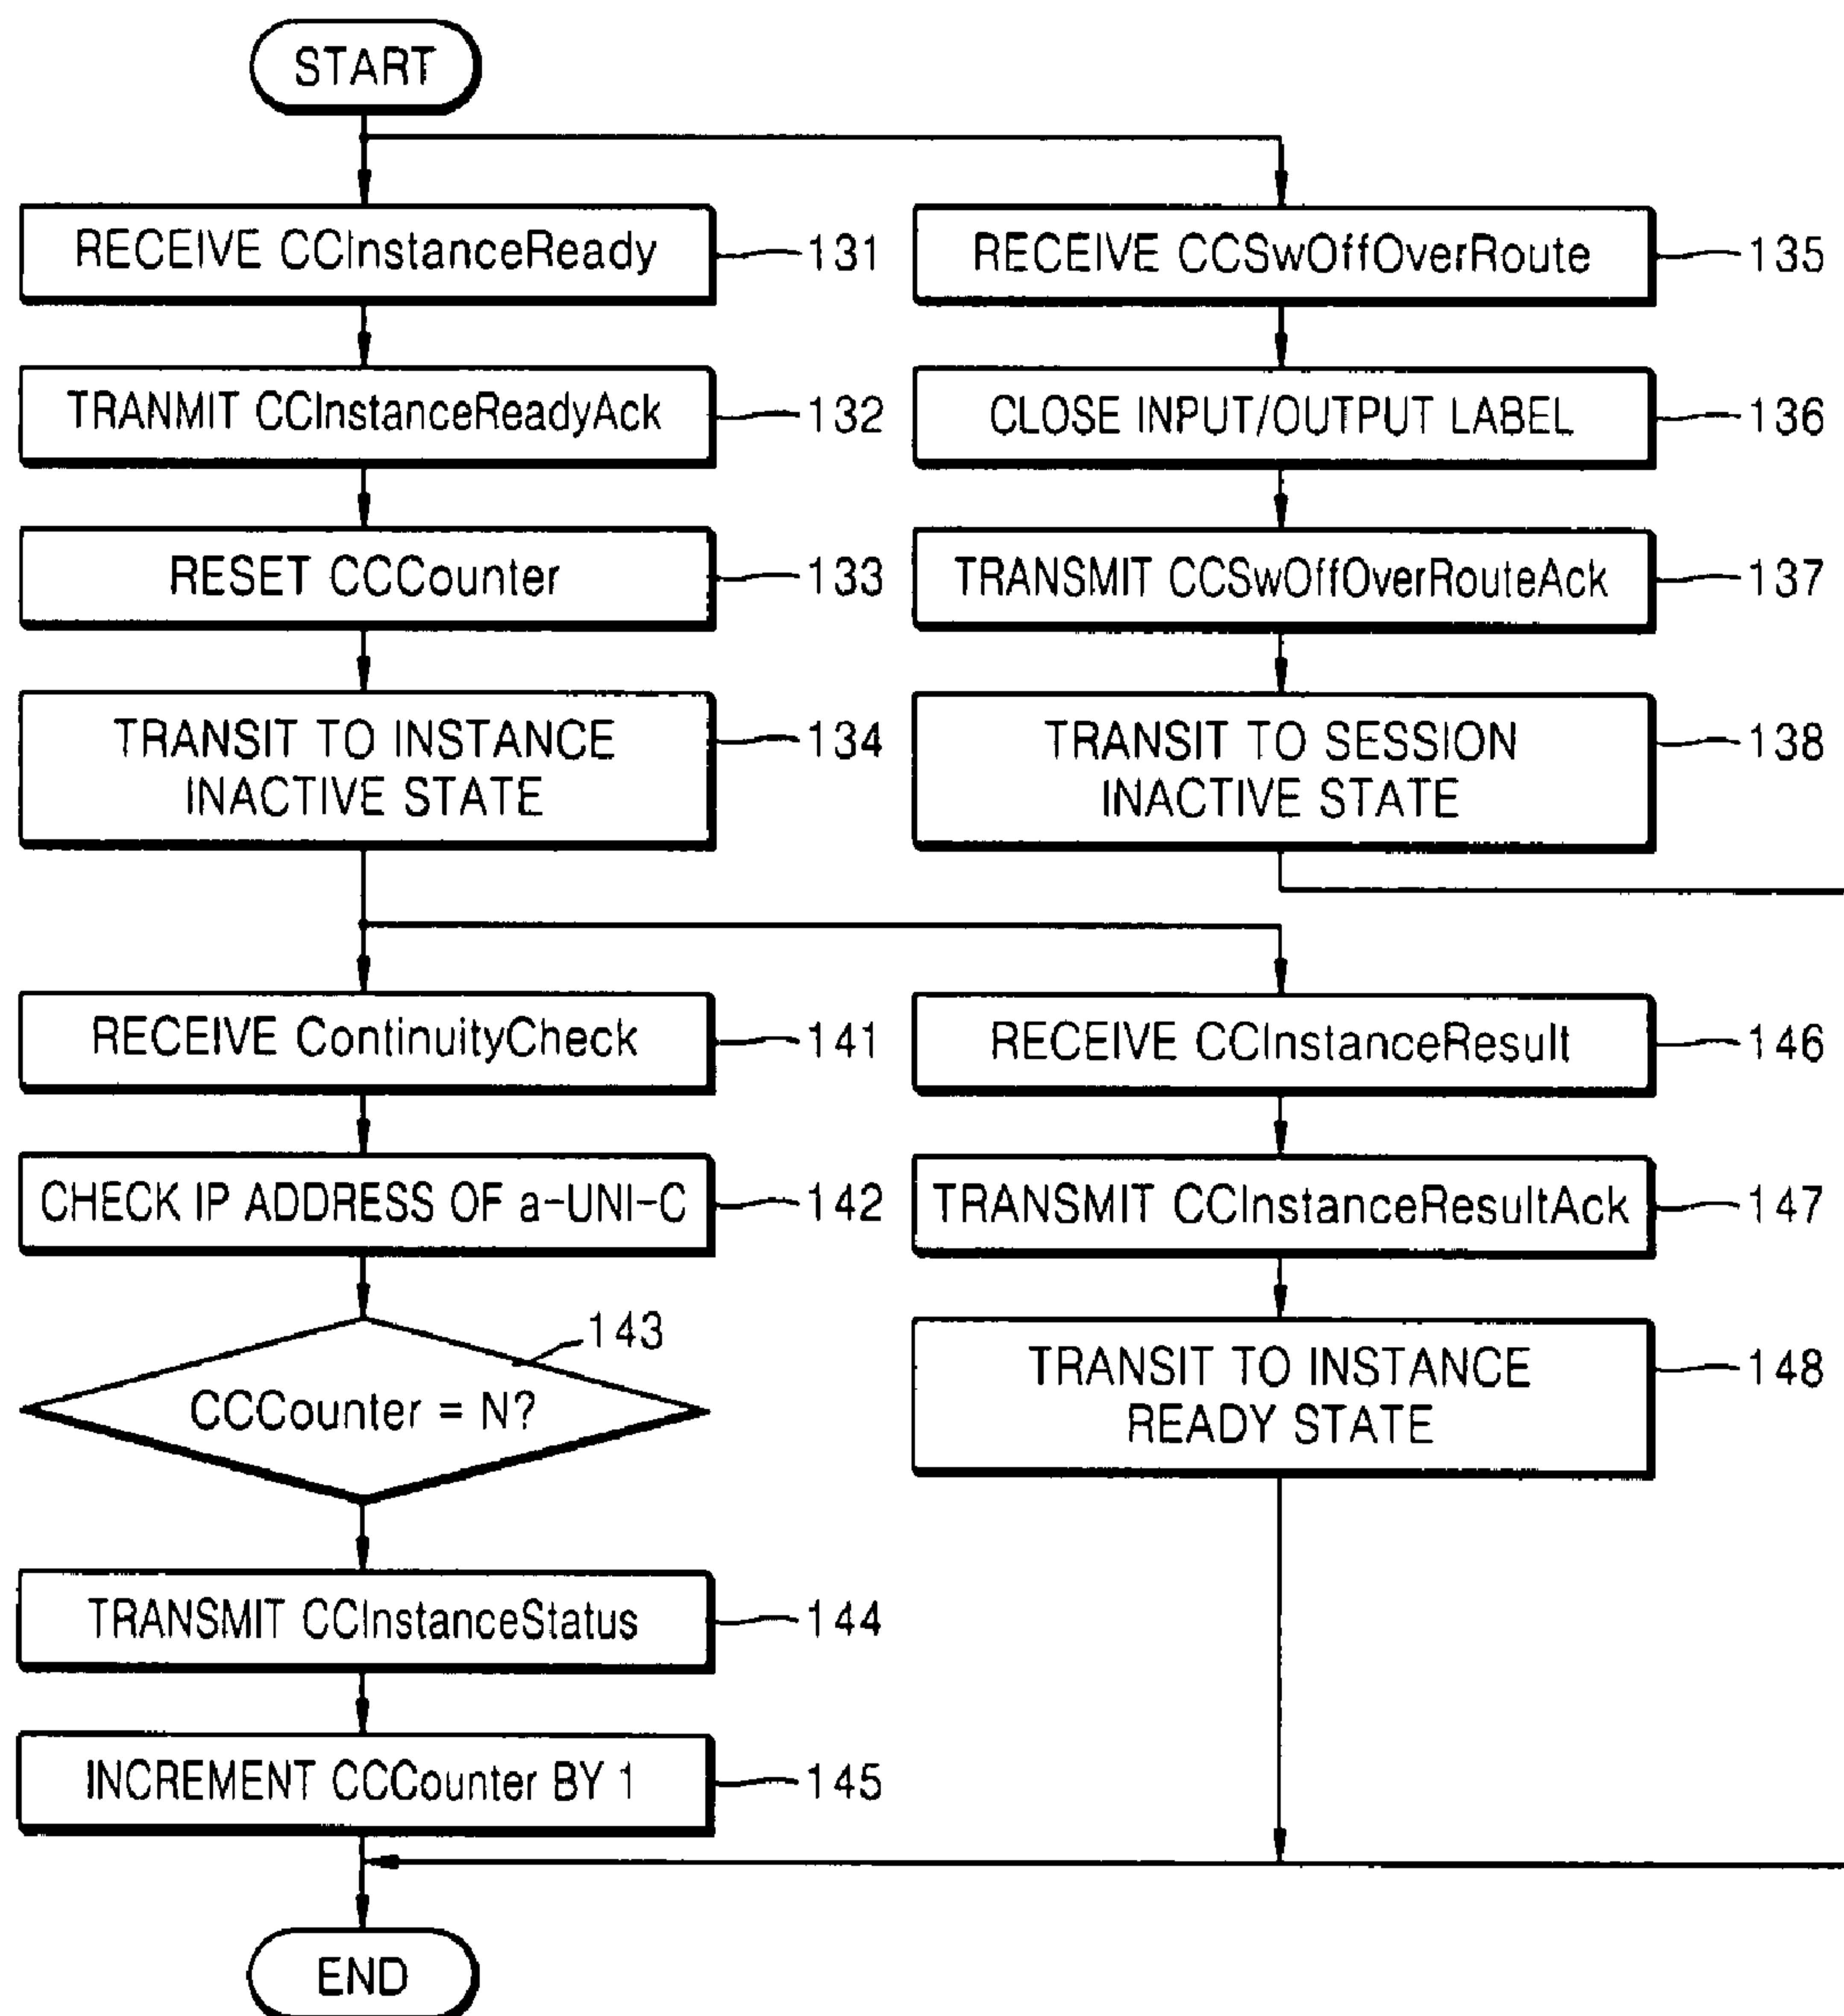 START
RECEIVE CCInstanceReady
131
TRANMIT CCInstanceReadyAck
132
RESET CCCounter
133
TRANSIT TO INSTANCE
INACTIVE STATE
134
RECEIVE CCSwOffOverRoute
135
CLOSE INPUT/OUTPUT LABEL
136
TRANSMIT CCSwOffOverRouteAck
137
TRANSIT TO SESSION
INACTIVE STATE
138
RECEIVE ContinuityCheck
141
CHECK IP ADDRESS OF a-UNI-C
142
143
CCCounter = N?
TRANSMIT CCInstanceStatus
144
INCREMENT CCCounter BY 1
145
RECEIVE CCInstanceResult
146
TRANSMIT CCInstanceResultAck
147
TRANSIT TO INSTANCE
READY STATE
148
END